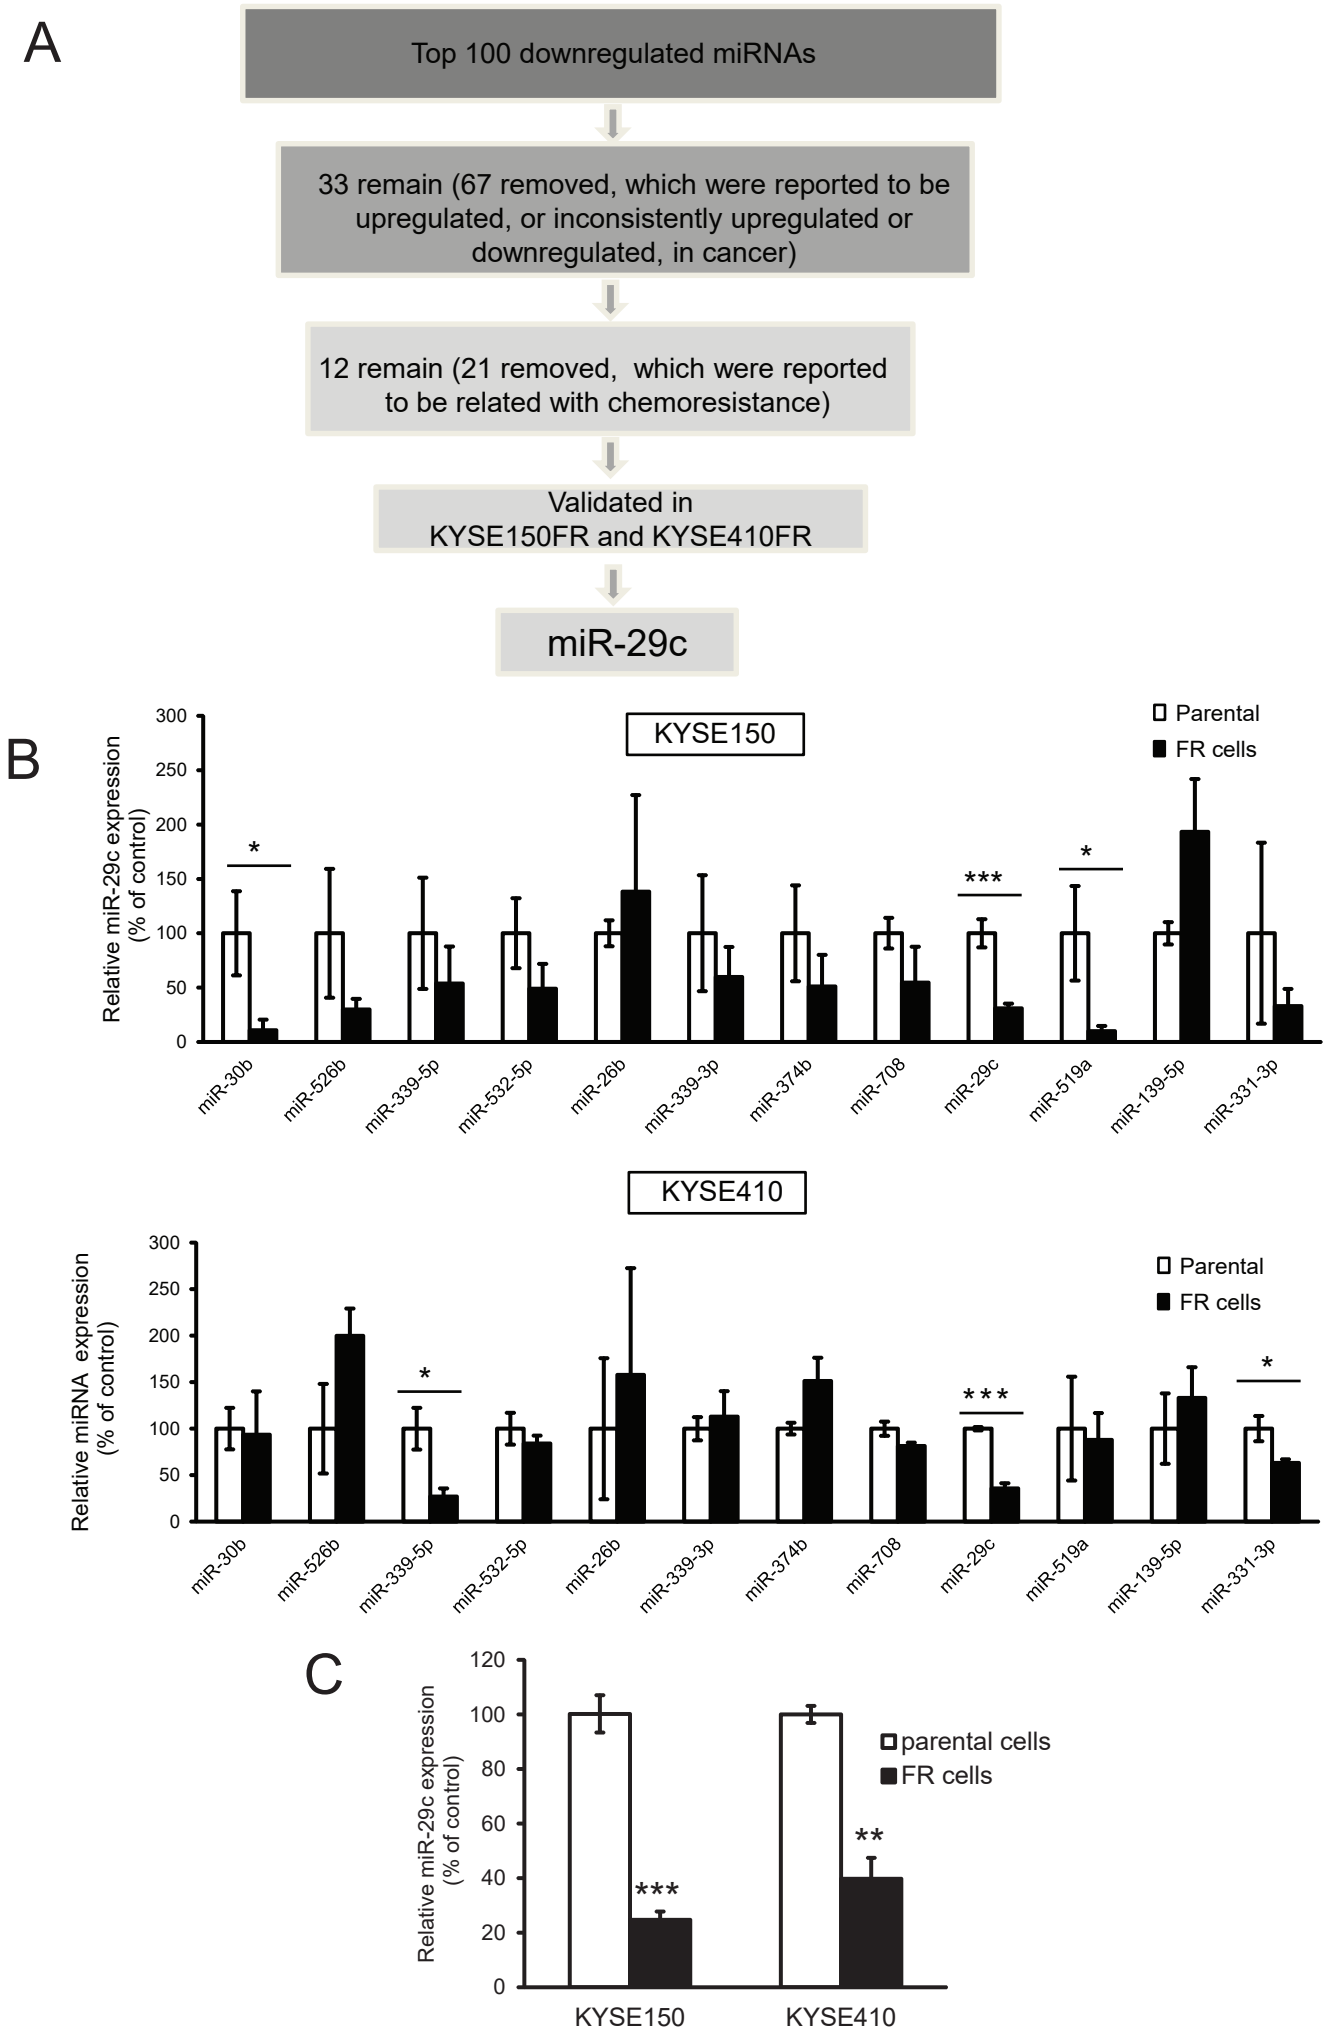 A
Top 100 downregulated miRNAs
33 remain (67 removed, which were reported to be
upregulated, or inconsistently upregulated or
downregulated, in cancer)
12 remain (21 removed, which were reported
to be related with chemoresistance)
Validated in
KYSE150FR and KYSE410FR
miR-29c
B
KYSE150
Parental
FR cells
Relative miR-29c expression
(% of control)
300
250
200
150
100
50
0
*
***
*
miR-30b
miR-526b
miR-339-5p
miR-532-5p
miR-26b
miR-339-3p
miR-374b
miR-708
miR-29c
miR-519a
miR-139-5p
miR-331-3p
KYSE410
Parental
FR cells
Relative miRNA expression
(% of control)
300
250
200
150
100
50
0
*
***
*
miR-30b
miR-526b
miR-339-5p
miR-532-5p
miR-26b
miR-339-3p
miR-374b
miR-708
miR-29c
miR-519a
miR-139-5p
miR-331-3p
C
Relative miR-29c expression
(% of control)
120
100
80
60
40
20
0
parental cells
FR cells
***
**
KYSE150
KYSE410